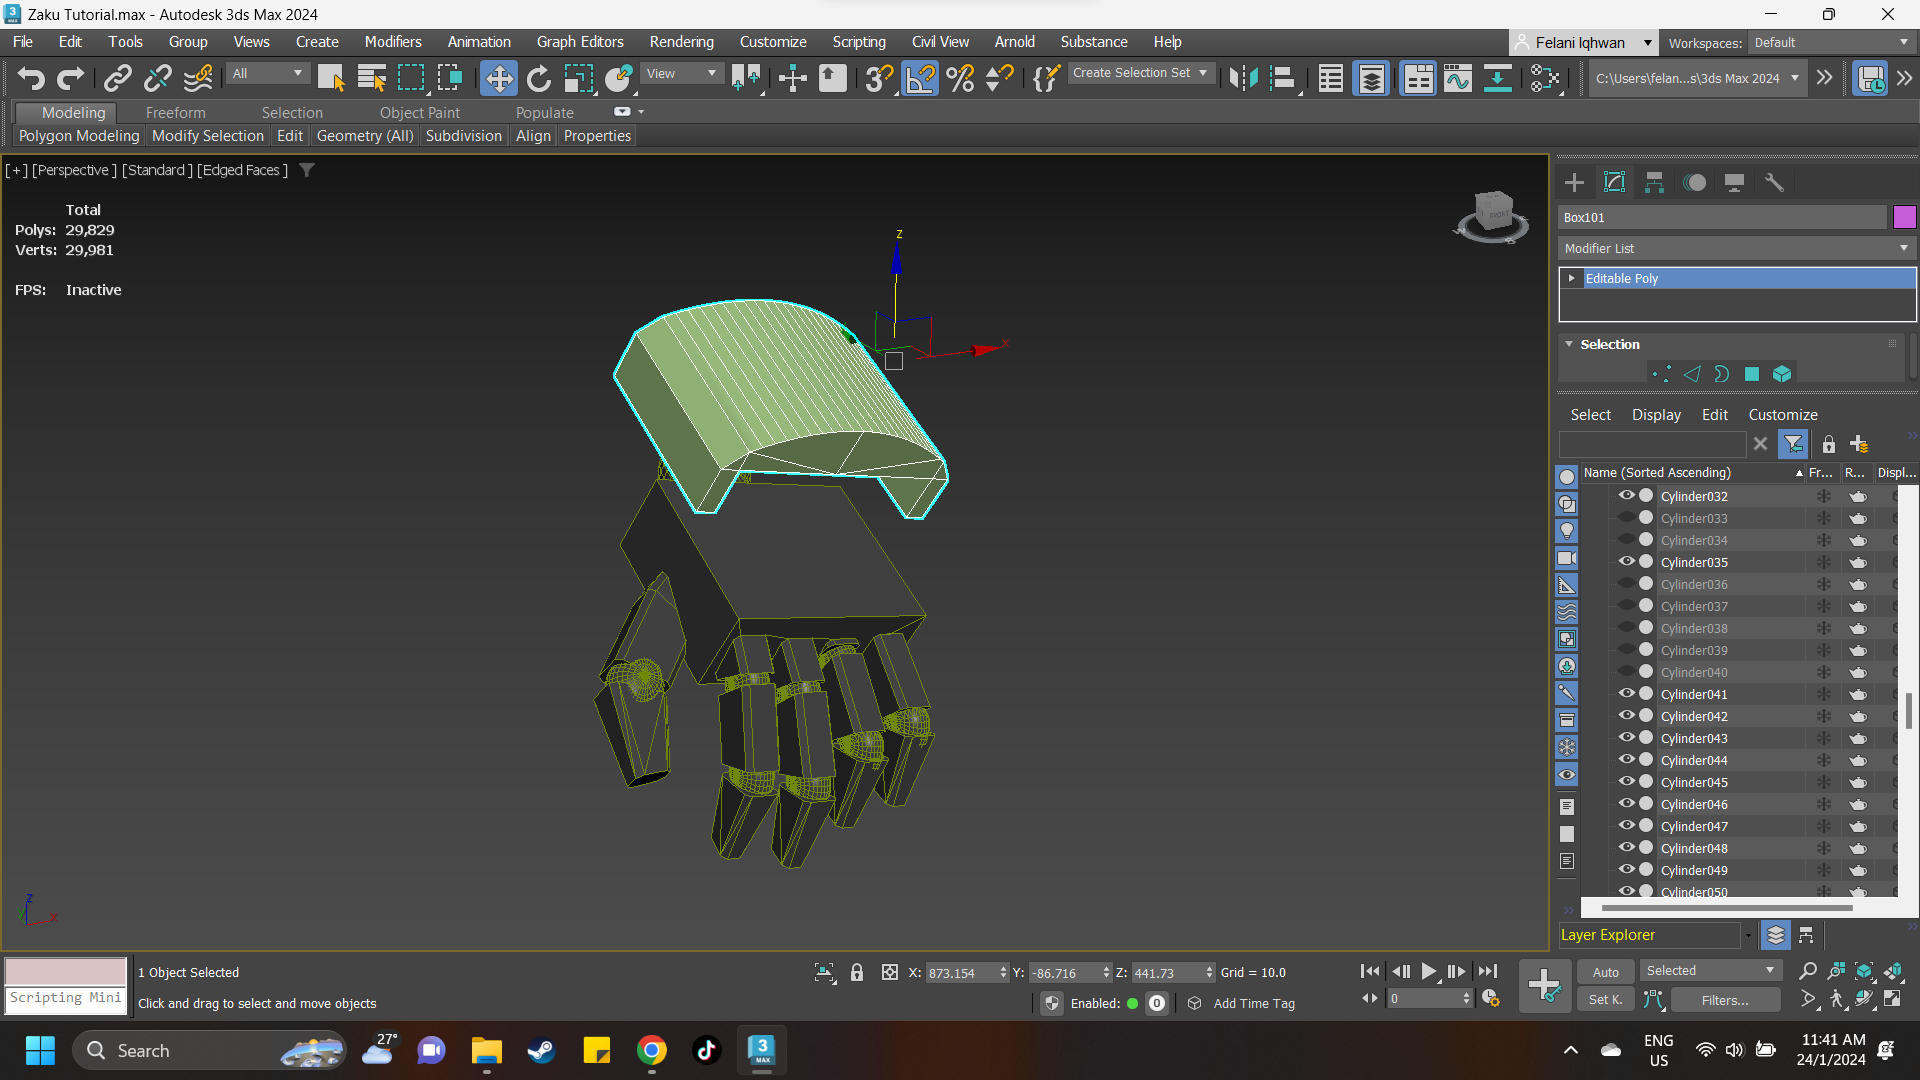 Zaku Tutorial.max - Autodesk 3ds Max 2024
File Edit Tools Group Views Create Modifiers Animation Graph Editors Rendering Customize Scripting Civil View Arnold Substance Help
Felani Iqhwan
Workspaces: Default
All
View
Create Selection Set
C:\Users\felan...s\3ds Max 2024
Modeling Freeform Selection Object Paint Populate
Polygon Modeling Modify Selection Edit Geometry (All) Subdivision Align Properties
[+] [Perspective ] [Standard ] [Edged Faces ]
Total
Polys: 29,829
Verts: 29,981
FPS: Inactive
z
x
FRONT
Box101
Modifier List
Editable Poly
Selection
Select Display Edit Customize
Name (Sorted Ascending) Fr... R... Displ...
Cylinder032
Cylinder033
Cylinder034
Cylinder035
Cylinder036
Cylinder037
Cylinder038
Cylinder039
Cylinder040
Cylinder041
Cylinder042
Cylinder043
Cylinder044
Cylinder045
Cylinder046
Cylinder047
Cylinder048
Cylinder049
Cylinder050
Layer Explorer
z
x
Scripting Mini
1 Object Selected
Click and drag to select and move objects
X: 873.154 Y: -86.716 Z: 441.73 Grid = 10.0
Enabled: 0 Add Time Tag
0
Auto Selected
Set K. Filters...
Search
27°
3
MAX
ENG
US
11:41 AM
24/1/2024